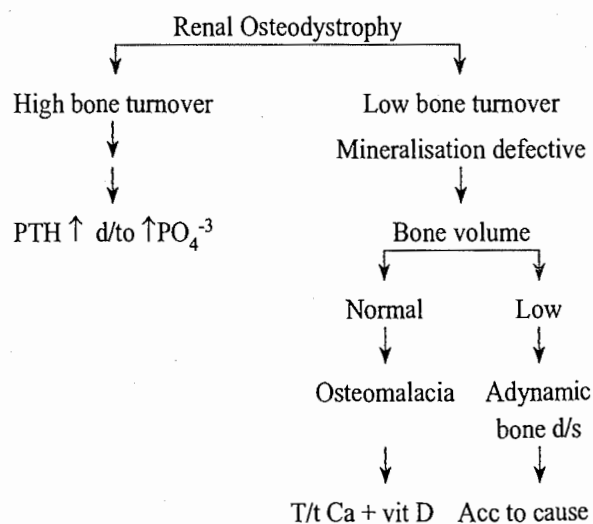 Renal Osteodystrophy
High bone turnover
PTH ↑ d/to ↑PO₄⁻³
Low bone turnover
Mineralisation defective
Bone volume
Normal
Osteomalacia
T/t Ca + vit D
Low
Adynamic
bone d/s
Acc to cause